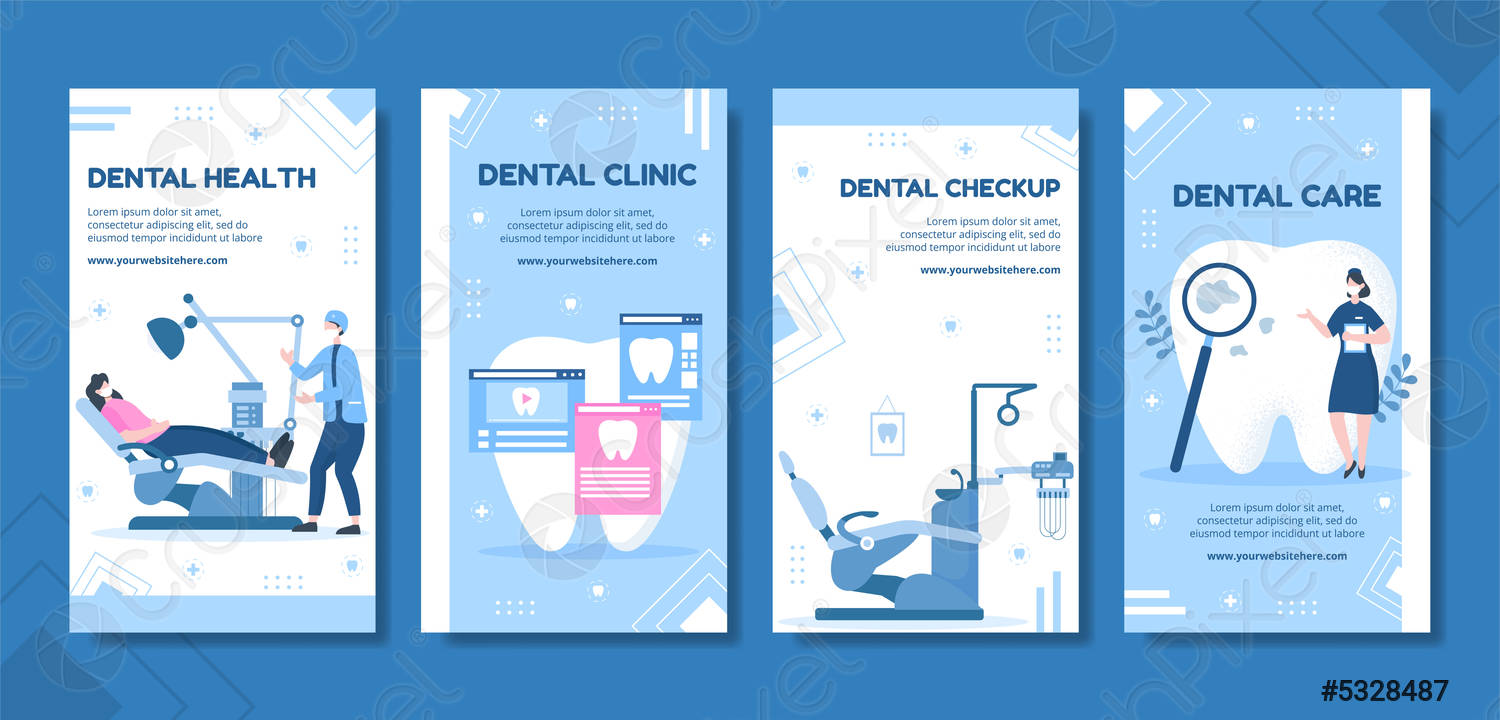 DENTAL HEALTH
Lorem ipsum dolor sit amet,
consectetur adipiscing elit, sed do
eiusmod tempor incididunt ut labore
www.yourwebsitehere.com
DENTAL CLINIC
Lorem ipsum dolor sit amet,
consectetur adipiscing elit, sed do
eiusmod tempor incididunt ut labore
www.yourwebsitehere.com
DENTAL CHECKUP
Lorem ipsum dolor sit amet,
consectetur adipiscing elit, sed do
eiusmod tempor incididunt ut labore
www.yourwebsitehere.com
DENTAL CARE
Lorem ipsum dolor sit amet,
consectetur adipiscing elit, sed do
eiusmod tempor incididunt ut labore
www.yourwebsitehere.com
crushpixel
#5328487